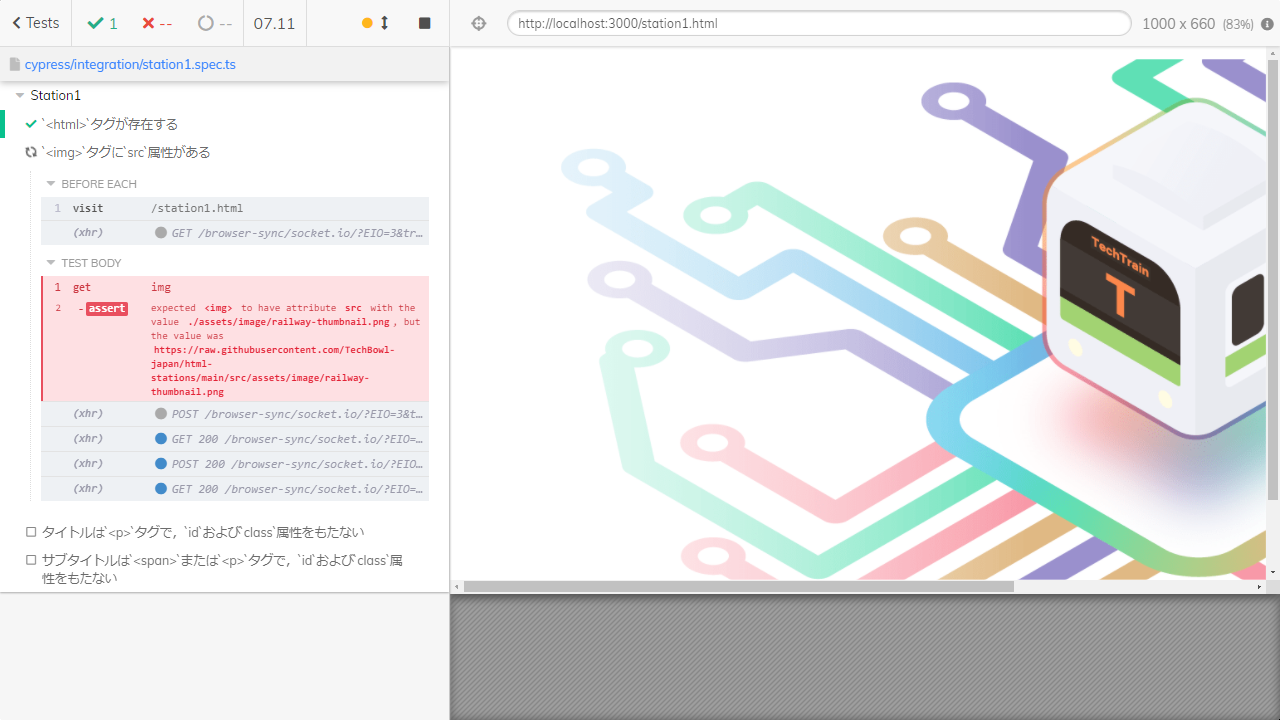 Tests
1
--
--
07.11
http://localhost:3000/station1.html
1000 x 660 (83%)
cypress/integration/station1.spec.ts
Station1
`<html>`タグが存在する
`<img>`タグに`src`属性がある
BEFORE EACH
1 visit /station1.html
(xhr) GET /browser-sync/socket.io/?EIO=3&tr…
TEST BODY
1 get img
2 -assert expected <img> to have attribute src with the
value ./assets/image/railway-thumbnail.png, but
the value was
https://raw.githubusercontent.com/TechBowl-
japan/html-
stations/main/src/assets/image/railway-
thumbnail.png
(xhr) POST /browser-sync/socket.io/?EIO=3&t…
(xhr) GET 200 /browser-sync/socket.io/?EIO=…
(xhr) POST 200 /browser-sync/socket.io/?EIO…
(xhr) GET 200 /browser-sync/socket.io/?EIO=…
タイトルは`<p>`タグで，`id`および`class`属性をもたない
サブタイトルは`<span>`または`<p>`タグで，`id`および`class`属
性をもたない
TechTrain
T